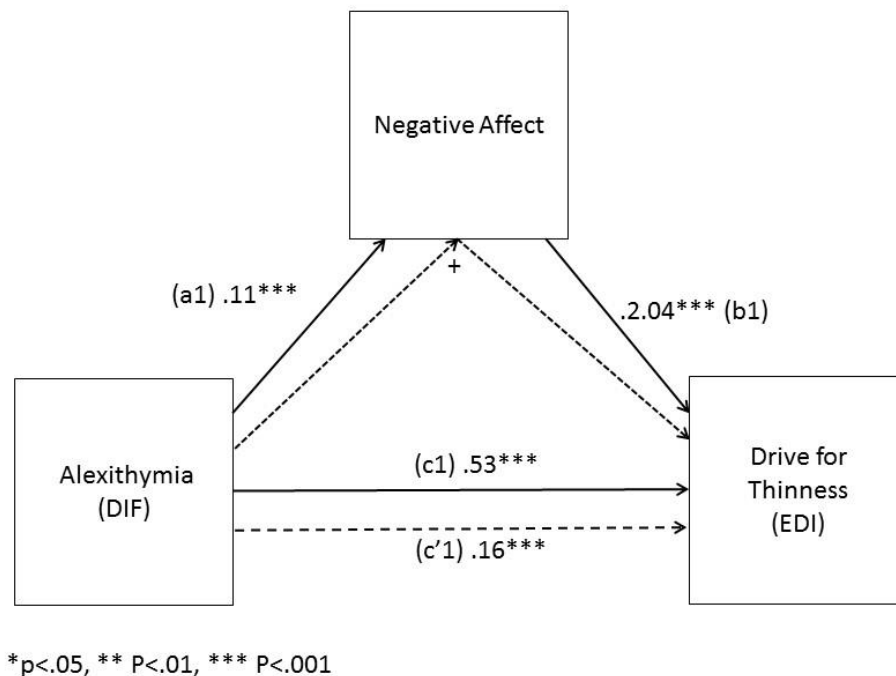 Negative Affect
+
(a1) .11***
.2.04*** (b1)
Alexithymia
(DIF)
(c1) .53***
(c’1) .16***
Drive for
Thinness
(EDI)
*p<.05, ** P<.01, *** P<.001